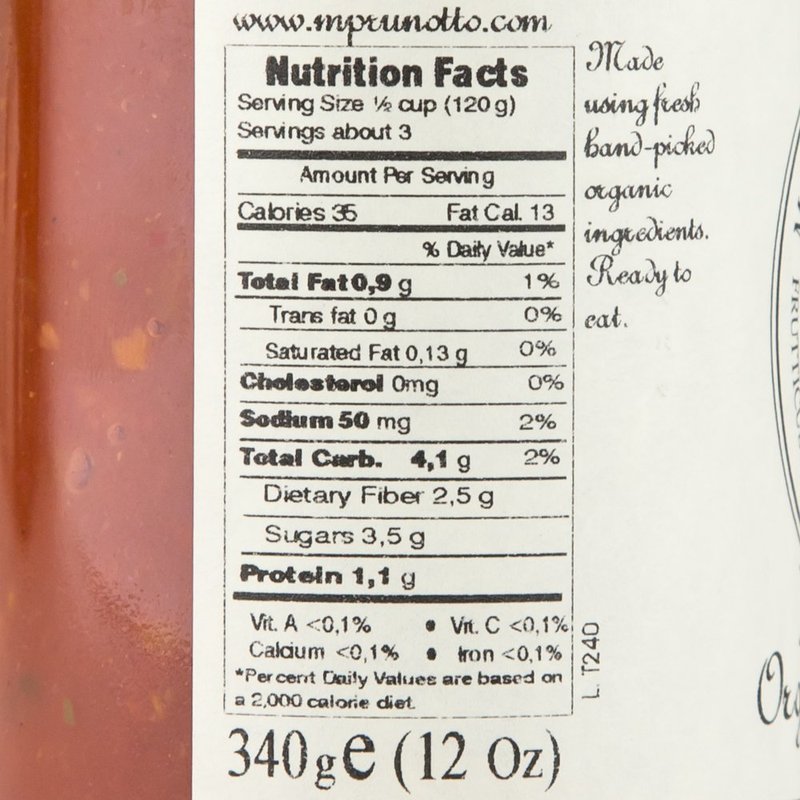 www.mprunotto.com
Nutrition Facts
Serving Size ½ cup (120 g)
Servings about 3
Amount Per Serving
Calories 35 Fat Cal. 13
% Daily Value*
Total Fat 0,9 g 1%
Trans fat 0 g 0%
Saturated Fat 0,13 g 0%
Cholesterol 0mg 0%
Sodium 50 mg 2%
Total Carb. 4,1 g 2%
Dietary Fiber 2,5 g
Sugars 3,5 g
Protein 1,1 g
Vit. A <0,1% • Vit. C <0,1%
Calcium <0,1% • Iron <0,1%
*Percent Daily Values are based on
a 2,000 calorie diet.
340g e (12 Oz)
Made
using fresh
hand-picked
organic
ingredients.
Ready to
eat.
L. T240